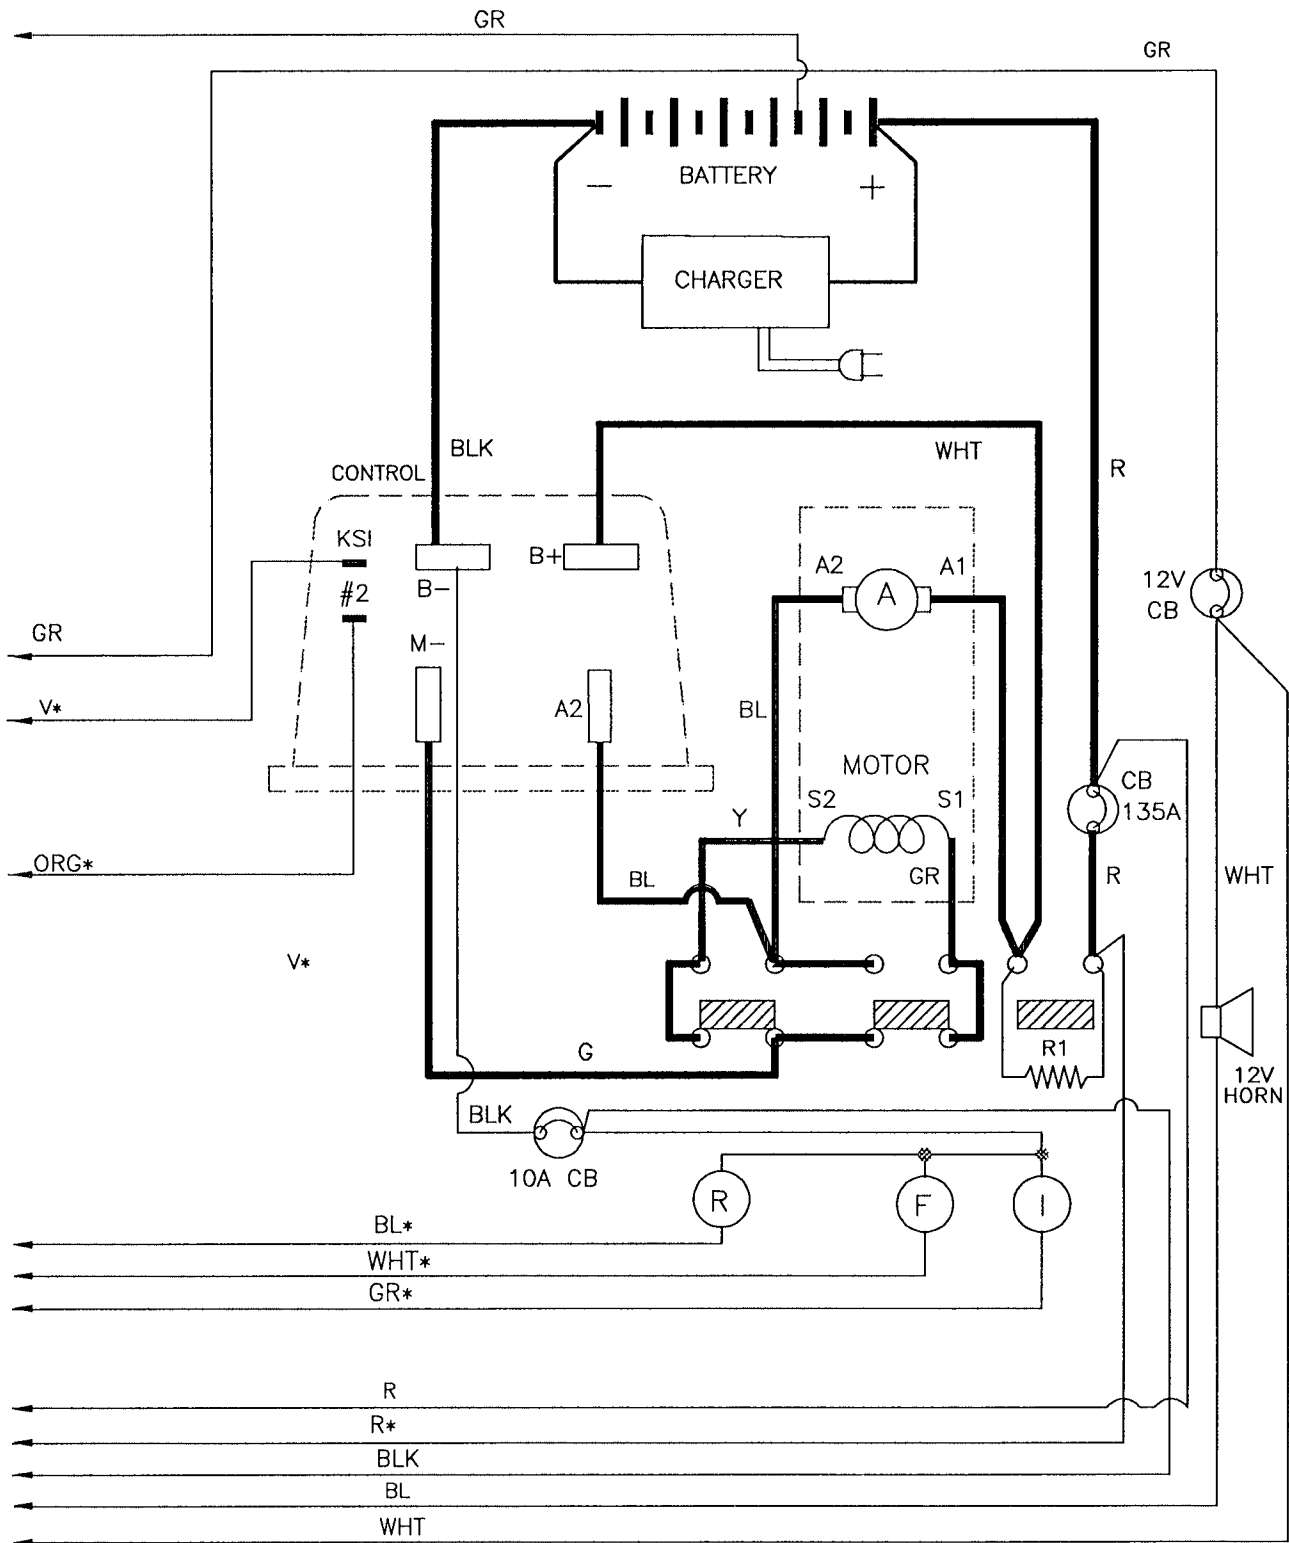 GR
GR
BATTERY
−
+
CHARGER
BLK
WHT
R
CONTROL
KSI
B−
B+
#2
A2
A
A1
12V
CB
GR
M−
V*
A2
BL
MOTOR
CB
135A
S2
S1
Y
ORG*
BL
GR
R
WHT
V*
G
R1
12V
HORN
BLK
10A CB
R
F
I
BL*
WHT*
GR*
R
R*
BLK
BL
WHT